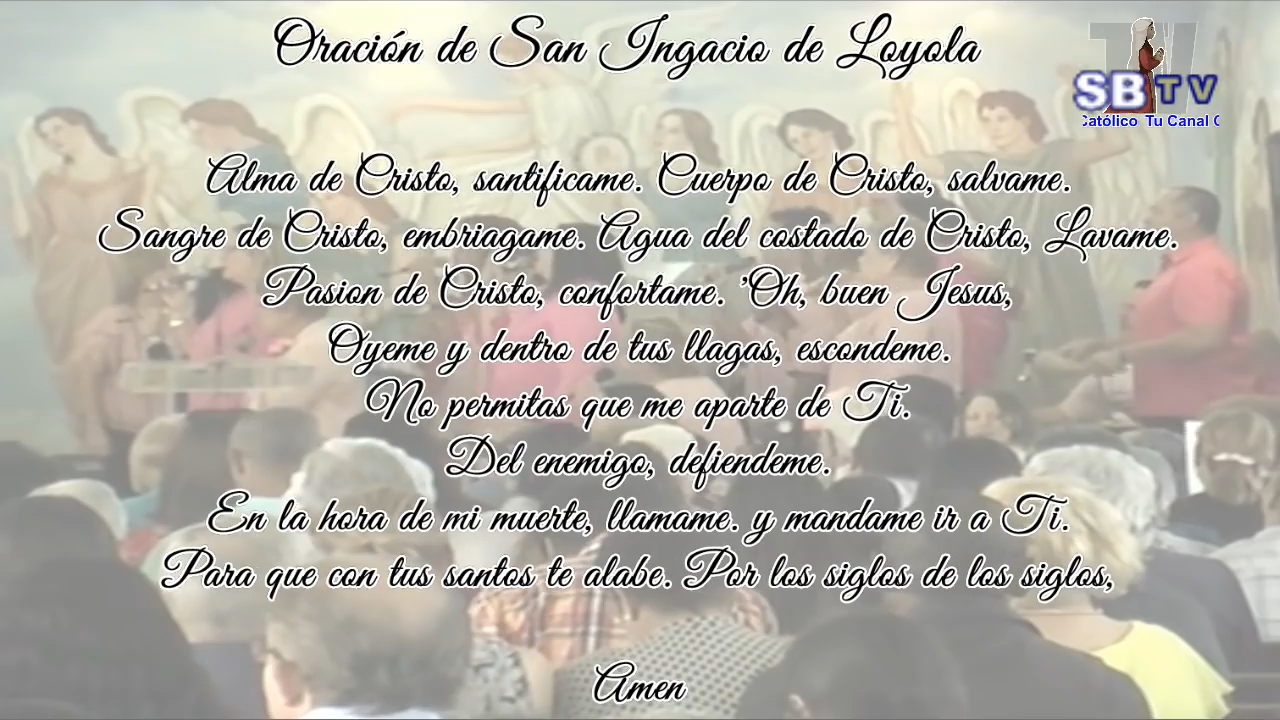 Oración de San Ingacio de Loyola
SBTV
Católico Tu Canal C
Alma de Cristo, santificame. Cuerpo de Cristo, salvame.
Sangre de Cristo, embriagame. Agua del costado de Cristo, Lavame.
Pasion de Cristo, confortame. 'Oh, buen Jesus,
Oyeme y dentro de tus llagas, escondeme.
No permitas que me aparte de Ti.
Del enemigo, defiendeme.
En la hora de mi muerte, llamame. y mandame ir a Ti.
Para que con tus santos te alabe. Por los siglos de los siglos,
Amen